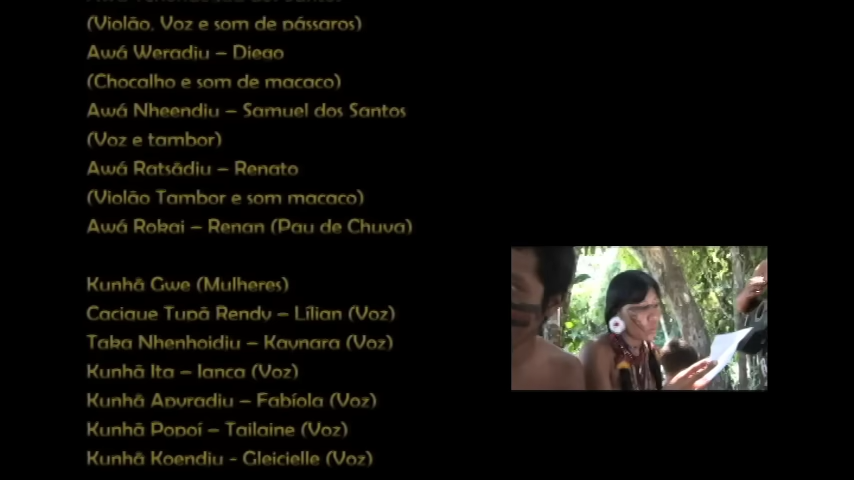 (Violão, Voz e som de pássaros)
Awá Weradju – Diego
(Chocalho e som de macaco)
Awá Nheendju – Samuel dos Santos
(Voz e tambor)
Awá Ratsãdju – Renato
(Violão Tambor e som macaco)
Awá Rokai – Renan (Pau de Chuva)
Kunhã Gwe (Mulheres)
Cacique Tupã Rendy – Lílian (Voz)
Taka Nhenhoidju – Kaynara (Voz)
Kunhã Ita – Ianca (Voz)
Kunhã Apyradju – Fabíola (Voz)
Kunhã Popoí – Tailaine (Voz)
Kunhã Koendju - Gleicielle (Voz)